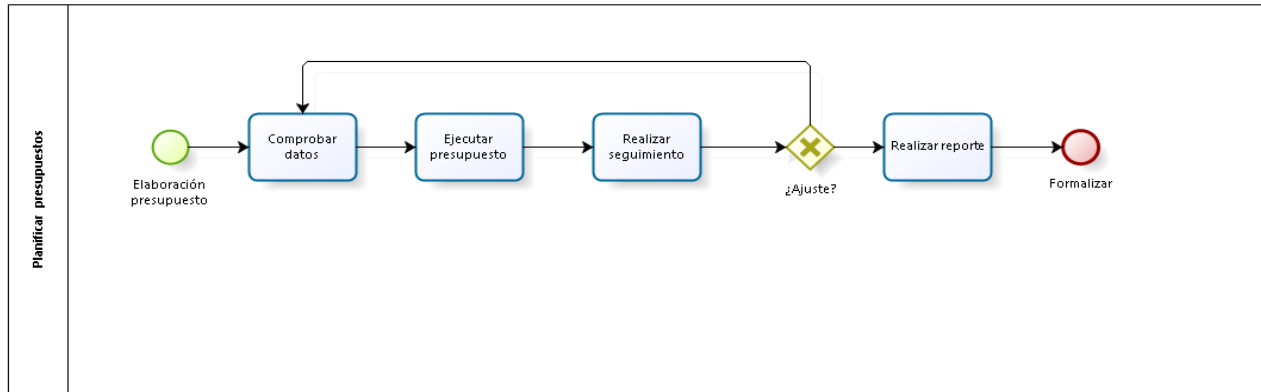 Planificar presupuestos
Elaboración
presupuesto
Comprobar
datos
Ejecutar
presupuesto
Realizar
seguimiento
¿Ajuste?
Realizar reporte
Formalizar